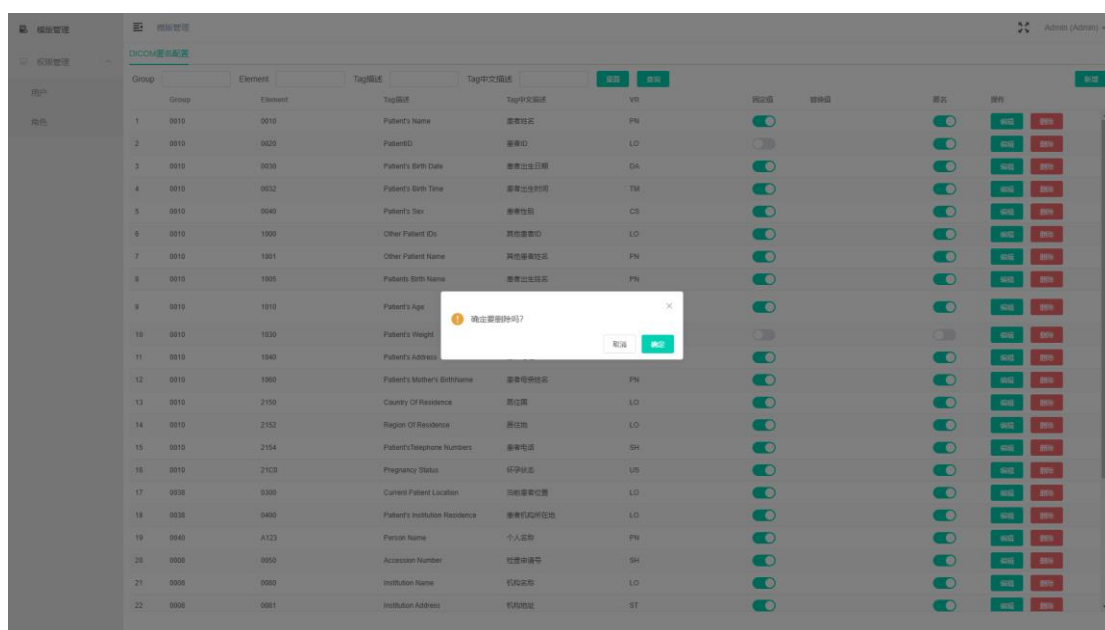 模板管理 模板管理 Admin (Admin)
DICOM匿名配置
权限管理
用户
角色
Group Element Tag描述 Tag中文描述 重置 查询 新增
Group Element Tag描述 Tag中文描述 VR 固定值 替换值 匿名 操作
1 0010 0010 Patient's Name 患者姓名 PN 编辑 删除
2 0010 0020 PatientID 患者ID LO 编辑 删除
3 0010 0030 Patient's Birth Date 患者出生日期 DA 编辑 删除
4 0010 0032 Patient's Birth Time 患者出生时间 TM 编辑 删除
5 0010 0040 Patient's Sex 患者性别 CS 编辑 删除
6 0010 1000 Other Patient IDs 其他患者ID LO 编辑 删除
7 0010 1001 Other Patient Name 其他患者姓名 PN 编辑 删除
8 0010 1005 Patients Birth Name 患者出生姓名 PN 编辑 删除
9 0010 1010 Patient's Age 编辑 删除
确定要删除吗?
取消 确定
10 0010 1030 Patient's Weight 编辑 删除
11 0010 1040 Patient's Address 编辑 删除
12 0010 1060 Patient's Mother's BirthName 患者母亲姓名 PN 编辑 删除
13 0010 2150 Country Of Residence 居住国 LO 编辑 删除
14 0010 2152 Region Of Residence 居住地 LO 编辑 删除
15 0010 2154 Patient'sTelephone Numbers 患者电话 SH 编辑 删除
16 0010 21C0 Pregnancy Status 怀孕状态 US 编辑 删除
17 0038 0300 Current Patient Location 当前患者位置 LO 编辑 删除
18 0038 0400 Patient's Institution Residence 患者机构所在地 LO 编辑 删除
19 0040 A123 Person Name 个人名称 PN 编辑 删除
20 0008 0050 Accession Number 检查申请号 SH 编辑 删除
21 0008 0080 Institution Name 机构名称 LO 编辑 删除
22 0008 0081 Institution Address 机构地址 ST 编辑 删除